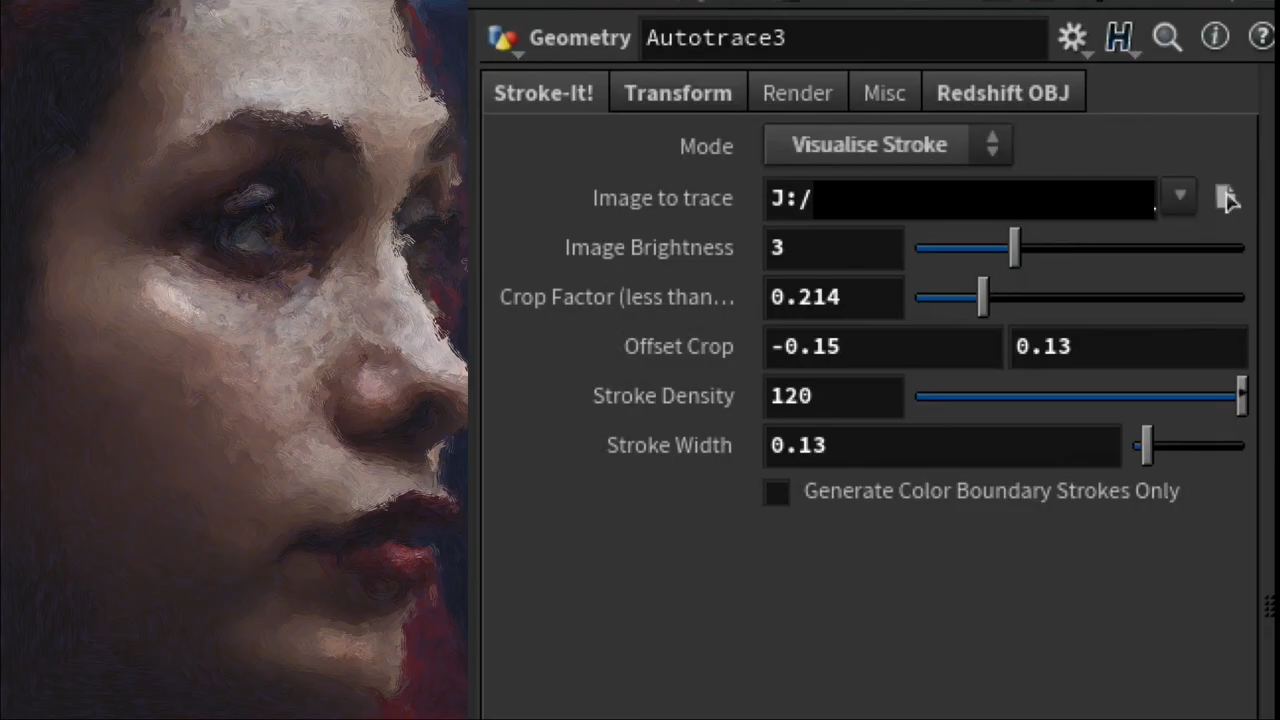 Geometry Autotrace3
Stroke-It! Transform Render Misc Redshift OBJ
Mode Visualise Stroke
Image to trace J:/
Image Brightness 3
Crop Factor (less than… 0.214
Offset Crop -0.15 0.13
Stroke Density 120
Stroke Width 0.13
Generate Color Boundary Strokes Only